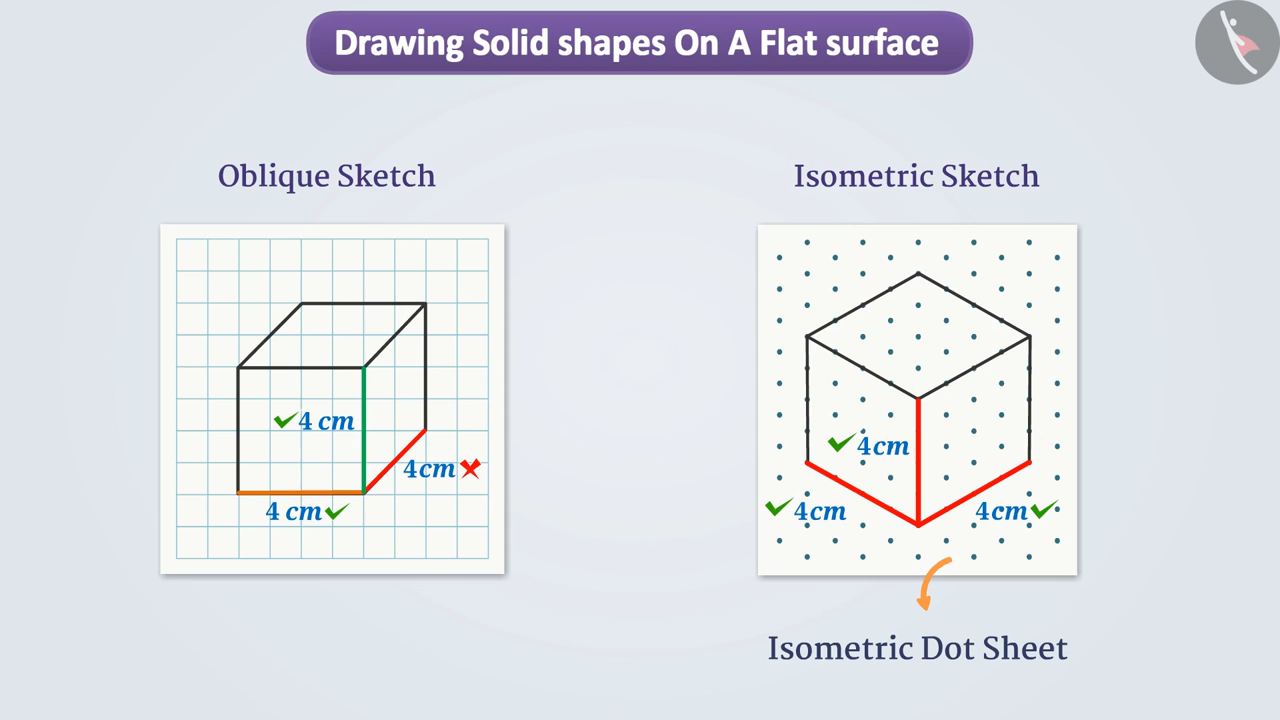 Drawing Solid shapes On A Flat surface
Oblique Sketch
Isometric Sketch
4 cm
4cm
4 cm
4cm
4cm
4cm
Isometric Dot Sheet